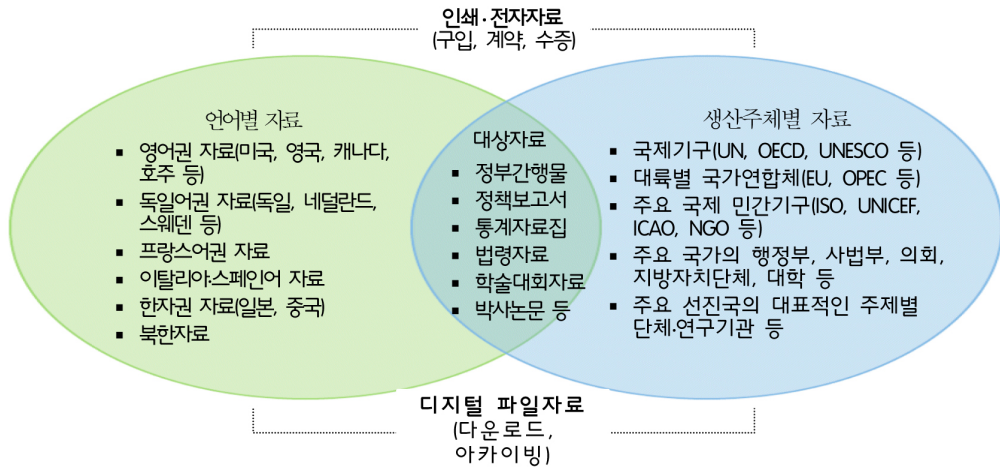 인쇄·전자자료
(구입, 계약, 수증)
언어별 자료
▪ 영어권 자료(미국, 영국, 캐나다,
호주 등)
▪ 독일어권 자료(독일, 네덜란드,
스웨덴 등)
▪ 프랑스어권 자료
▪ 이탈리아·스페인어 자료
▪ 한자권 자료(일본, 중국)
▪ 북한자료
대상자료
▪ 정부간행물
▪ 정책보고서
▪ 통계자료집
▪ 법령자료
▪ 학술대회자료
▪ 박사논문 등
생산주체별 자료
▪ 국제기구(UN, OECD, UNESCO 등)
▪ 대륙별 국가연합체(EU, OPEC 등)
▪ 주요 국제 민간기구(ISO, UNICEF,
ICAO, NGO 등)
▪ 주요 국가의 행정부, 사법부, 의회,
지방자치단체, 대학 등
▪ 주요 선진국의 대표적인 주제별
단체·연구기관 등
디지털 파일자료
(다운로드,
아카이빙)